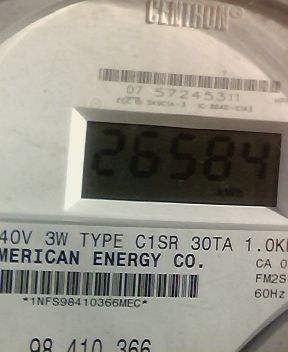 CENTRON®
07 57245311
26584
kWh
40V 3W TYPE C1SR 30TA 1.0K
MERICAN ENERGY CO.
CA 0
FM2S
60Hz
*1NFS98410366MEC*
98 410 366